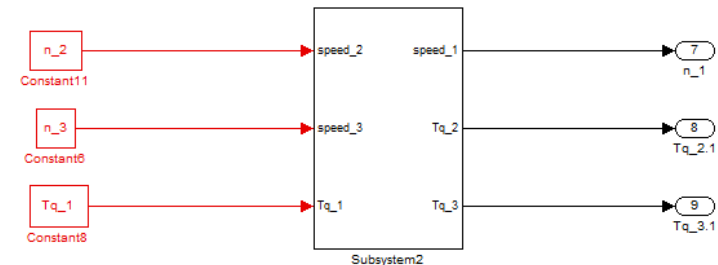 n_2 speed_2 speed_1 7
Constant11 n_1
n_3 speed_3 Tq_2 8
Constant6 Tq_2.1
Tq_1 Tq_1 Tq_3 9
Constant8 Tq_3.1
Subsystem2